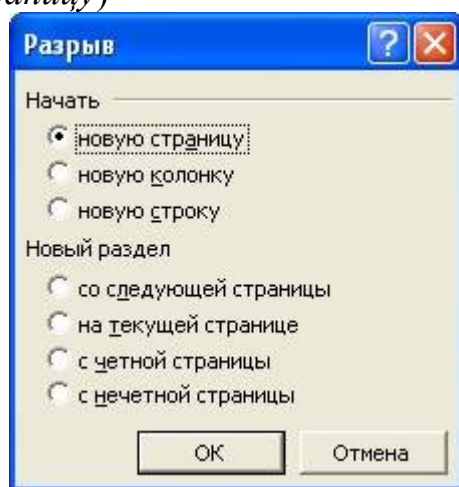 Разрыв
Начать
новую страницу
новую колонку
новую строку
Новый раздел
со следующей страницы
на текущей странице
с четной страницы
с нечетной страницы
ОК Отмена